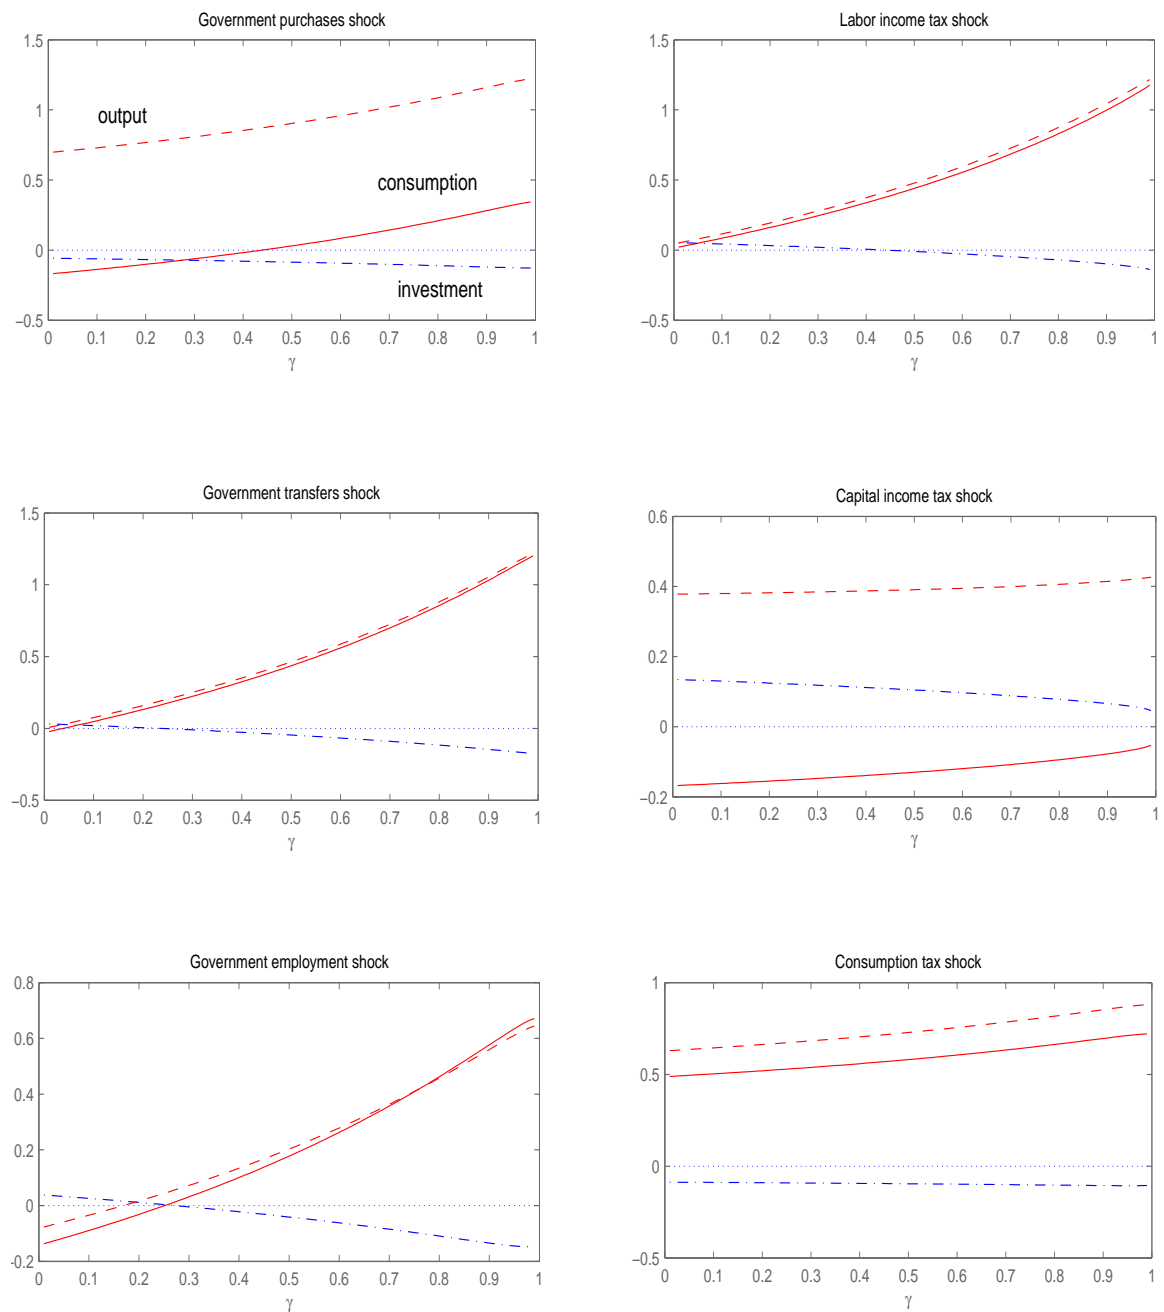 Government purchases shock
1.5
1
0.5
0
−0.5
output
consumption
investment
0 0.1 0.2 0.3 0.4 0.5 0.6 0.7 0.8 0.9 1
γ
Labor income tax shock
1.5
1
0.5
0
−0.5
0 0.1 0.2 0.3 0.4 0.5 0.6 0.7 0.8 0.9 1
γ
Government transfers shock
1.5
1
0.5
0
−0.5
0 0.1 0.2 0.3 0.4 0.5 0.6 0.7 0.8 0.9 1
γ
Capital income tax shock
0.6
0.4
0.2
0
−0.2
0 0.1 0.2 0.3 0.4 0.5 0.6 0.7 0.8 0.9 1
γ
Government employment shock
0.8
0.6
0.4
0.2
0
-0.2
0 0.1 0.2 0.3 0.4 0.5 0.6 0.7 0.8 0.9 1
γ
Consumption tax shock
1
0.5
0
−0.5
0 0.1 0.2 0.3 0.4 0.5 0.6 0.7 0.8 0.9 1
γ